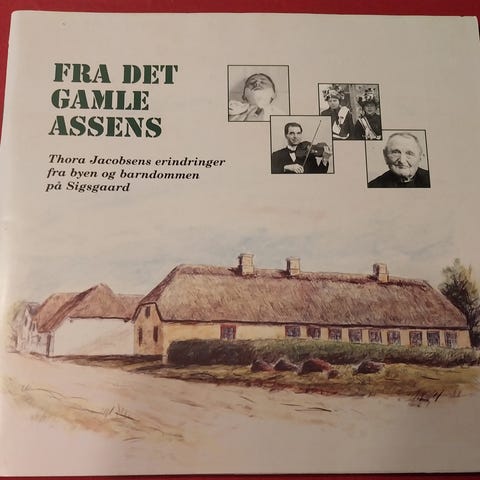 FRA DET
GAMLE
ASSENS
Thora Jacobsens erindringer
fra byen og barndommen
på Sigsgaard